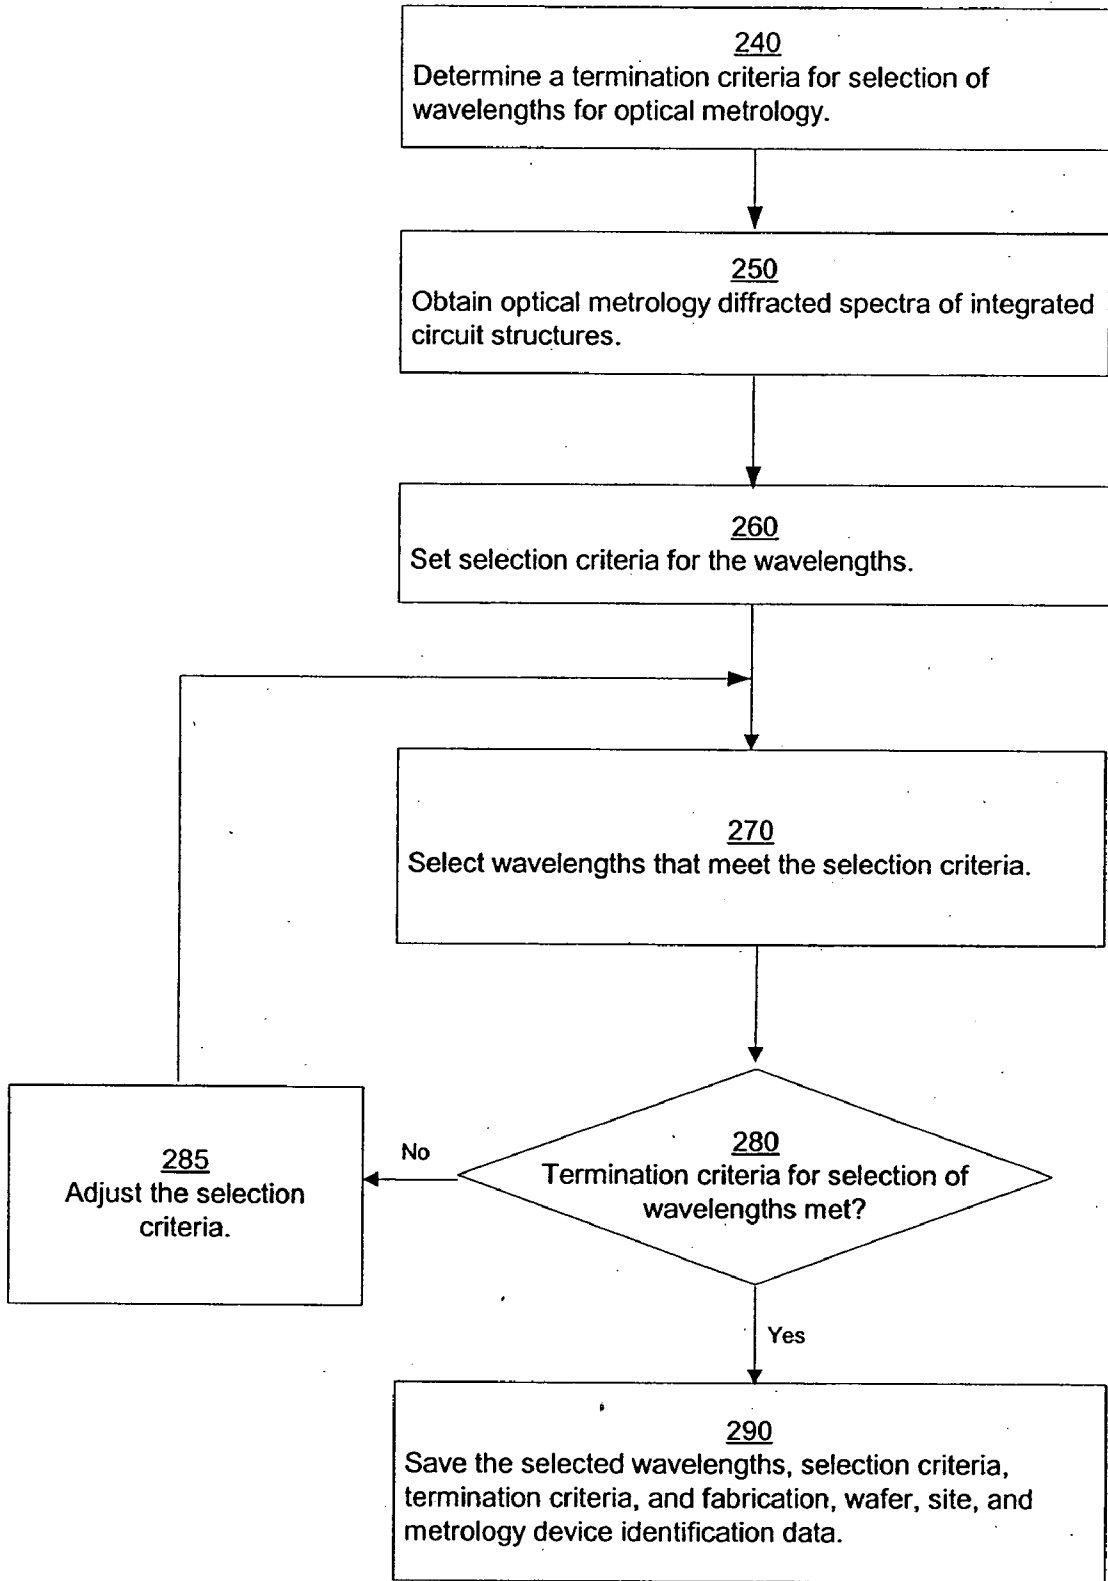 240
Determine a termination criteria for selection of
wavelengths for optical metrology.
250
Obtain optical metrology diffracted spectra of integrated
circuit structures.
260
Set selection criteria for the wavelengths.
270
Select wavelengths that meet the selection criteria.
280
Termination criteria for selection of
wavelengths met?
No
285
Adjust the selection
criteria.
Yes
290
Save the selected wavelengths, selection criteria,
termination criteria, and fabrication, wafer, site, and
metrology device identification data.